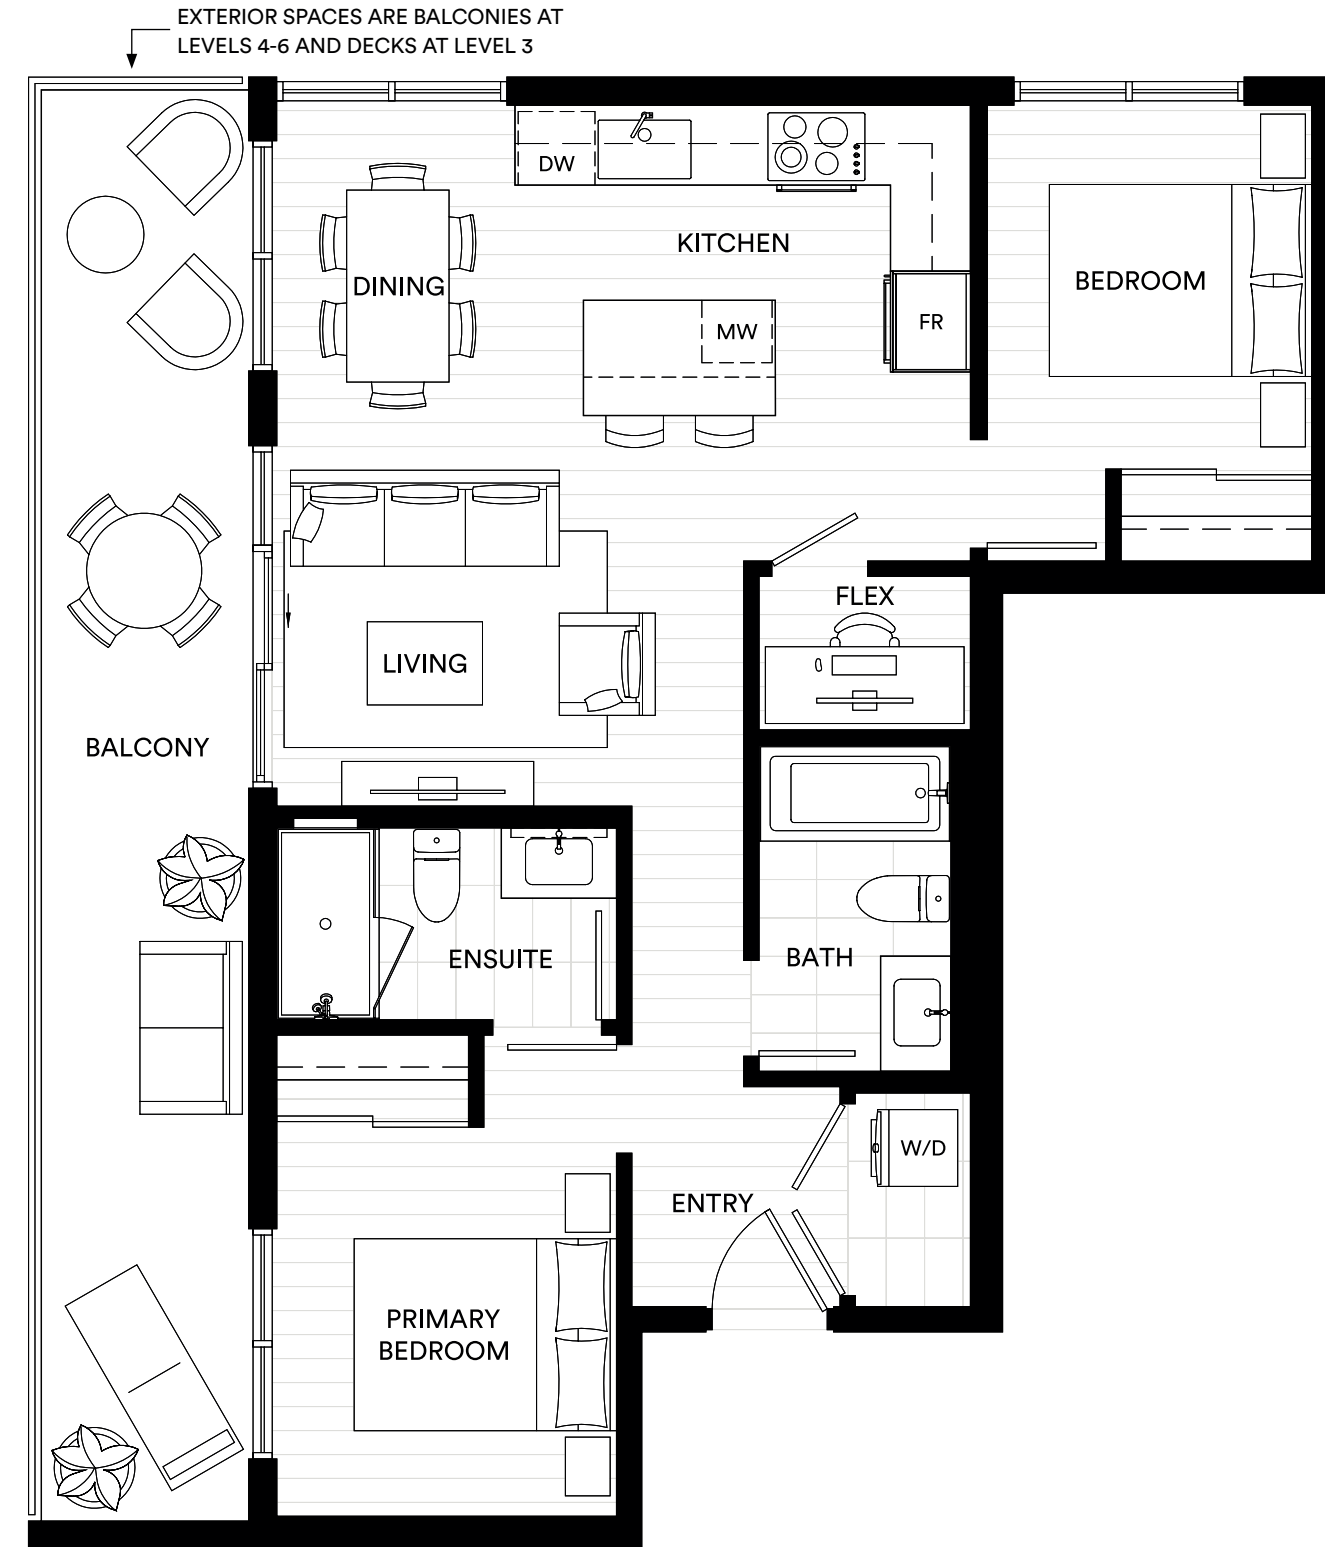 EXTERIOR SPACES ARE BALCONIES AT
LEVELS 4-6 AND DECKS AT LEVEL 3
DW
KITCHEN
DINING
BEDROOM
MW
FR
FLEX
LIVING
BALCONY
ENSUITE
BATH
W/D
ENTRY
PRIMARY
BEDROOM